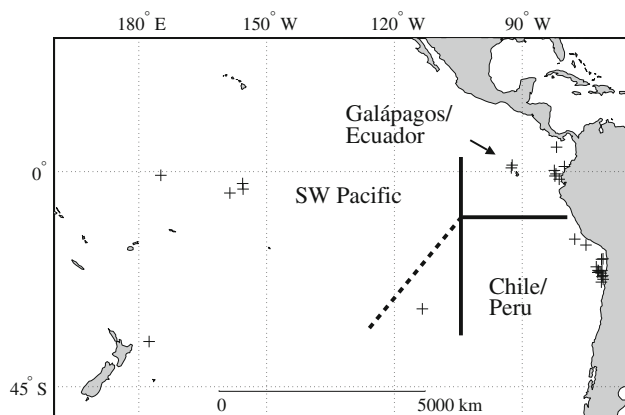 180° E
150° W
120° W
90° W
Galápagos/
Ecuador
0°
SW Pacific
Chile/
Peru
45° S
0
5000 km